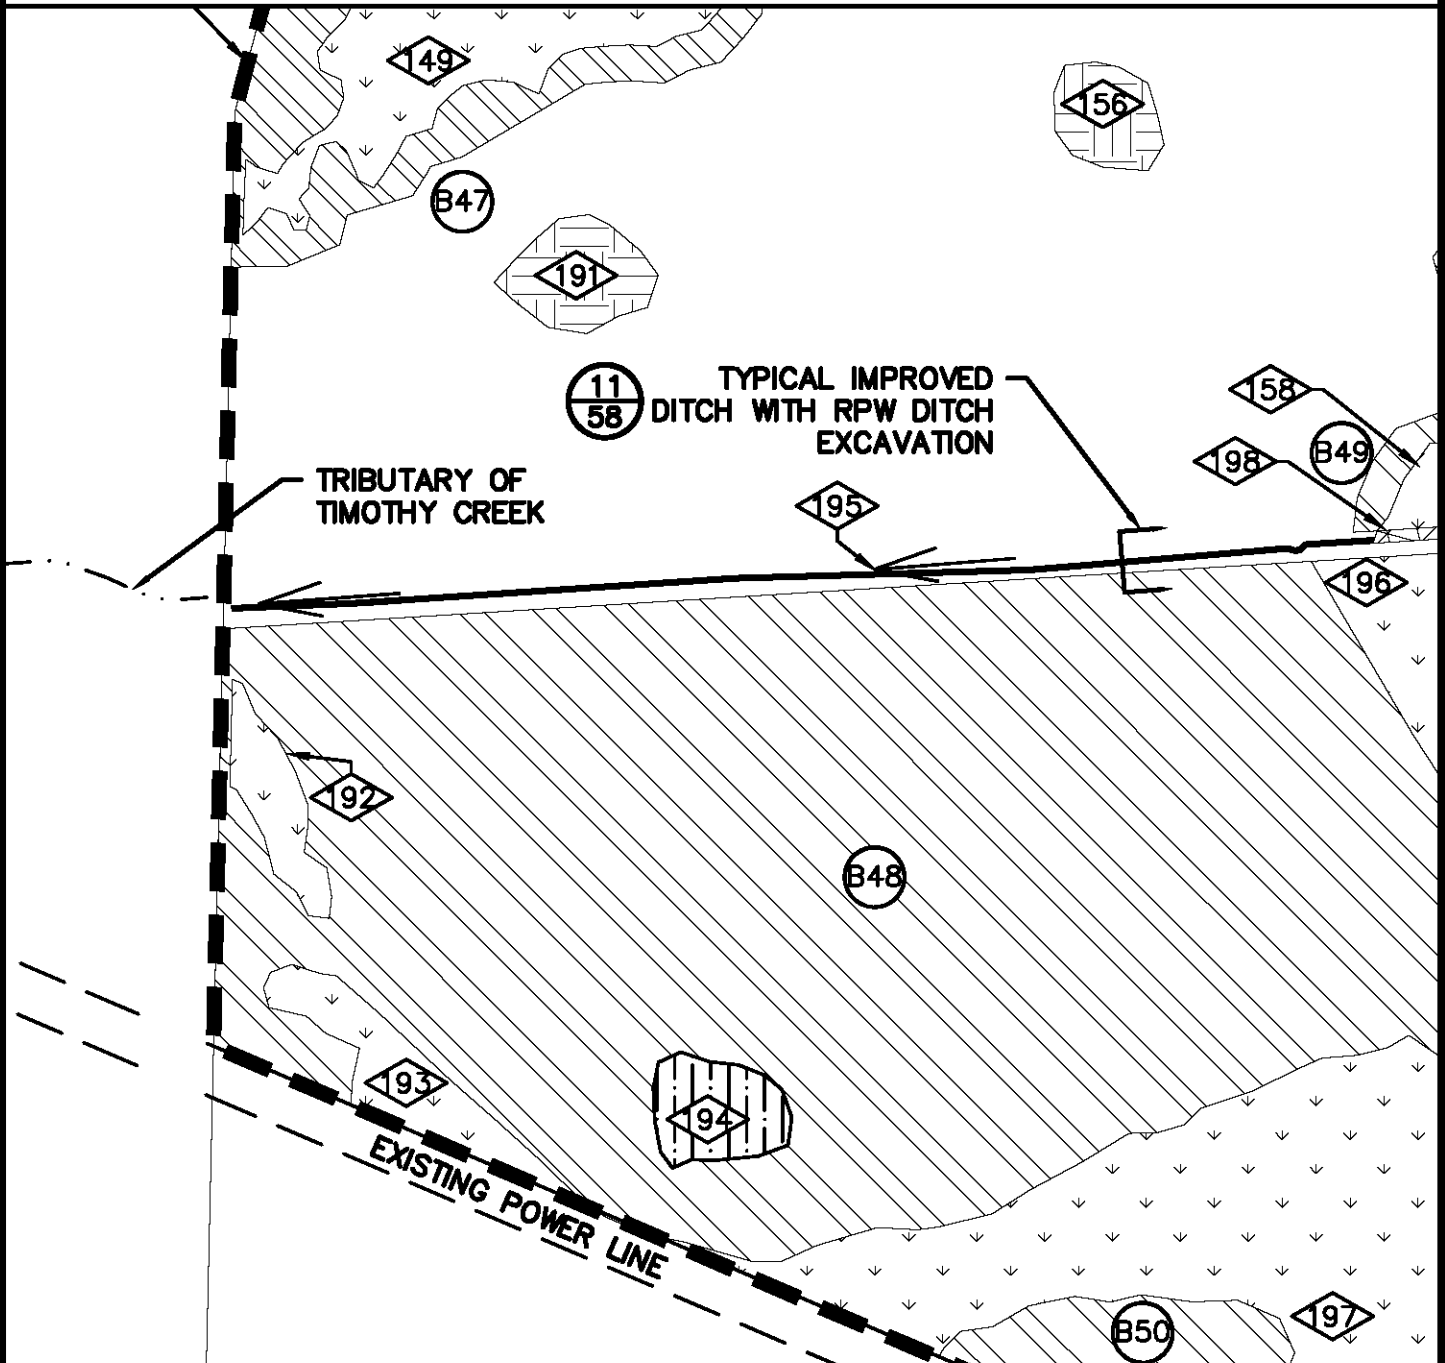 149
156
B47
191
11
58
TYPICAL IMPROVED
DITCH WITH RPW DITCH
EXCAVATION
158
198
B49
TRIBUTARY OF
TIMOTHY CREEK
195
196
192
B48
193
194
EXISTING POWER LINE
B50
197